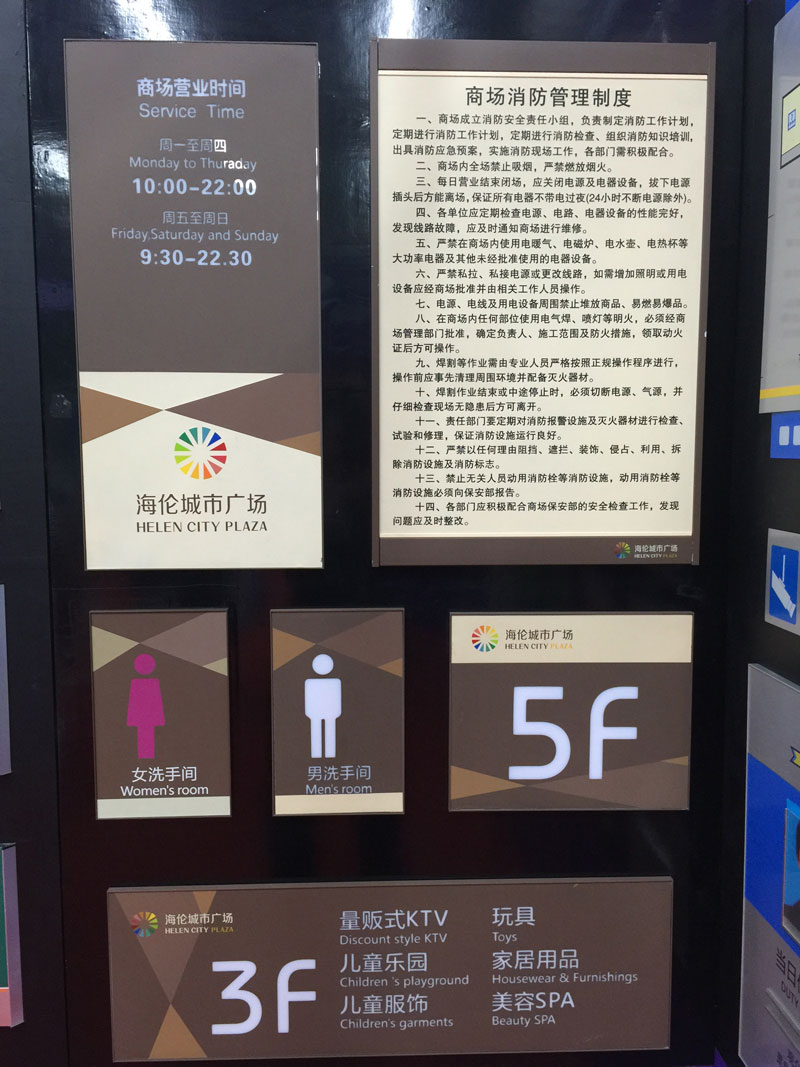 商场营业时间
Service Time
周一至周四
Monday to Thuraday
10:00-22:00
周五至周日
Friday,Saturday and Sunday
9:30-22.30
海伦城市广场
HELEN CITY PLAZA
商场消防管理制度
一、商场成立消防安全责任小组，负责制定消防工作计划，
定期进行消防工作计划，定期进行消防检查、组织消防知识培训，
出具消防应急预案，实施消防现场工作，各部门需积极配合。
二、商场内全场禁止吸烟，严禁燃放烟火。
三、每日营业结束闭场，应关闭电源及电器设备，拔下电源
插头后方能离场,保证所有电器不带电过夜(24小时不断电源除外)。
四、各单位应定期检查电源、电路、电器设备的性能完好，
发现线路故障，应及时通知商场进行维修。
五、严禁在商场内使用电暖气、电磁炉、电水壶、电热杯等
大功率电器及其他未经批准使用的电器设备。
六、严禁私拉、私接电源或更改线路，如需增加照明或用电
设备应经商场批准并由相关工作人员操作。
七、电源、电线及用电设备周围禁止堆放商品、易燃易爆品。
八、在商场内任何部位使用电气焊、喷灯等明火，必须经商
场管理部门批准，确定负责人、施工范围及防火措施，领取动火
证后方可操作。
九、焊割等作业需由专业人员严格按照正规操作程序进行，
操作前应事先清理周围环境并配备灭火器材。
十、焊割作业结束或中途停止时，必须切断电源、气源，并
仔细检查现场无隐患后方可离开。
十一、责任部门要定期对消防报警设施及灭火器材进行检查、
试验和修理，保证消防设施运行良好。
十二、严禁以任何理由阻挡、遮拦、装饰、侵占、利用、拆
除消防设施及消防标志。
十三、禁止无关人员动用消防栓等消防设施，动用消防栓等
消防设施必须向保安部报告。
十四、各部门应积极配合商场保安部的安全检查工作，发现
问题应及时整改。
海伦城市广场
HELEN CITY PLAZA
女洗手间
Women's room
男洗手间
Men's room
海伦城市广场
HELEN CITY PLAZA
5F
海伦城市广场
HELEN CITY PLAZA
3F
量贩式KTV
Discount style KTV
儿童乐园
Children 's playground
儿童服饰
Children's garments
玩具
Toys
家居用品
Housewear & Furnishings
美容SPA
Beauty SPA
当日
DUTY